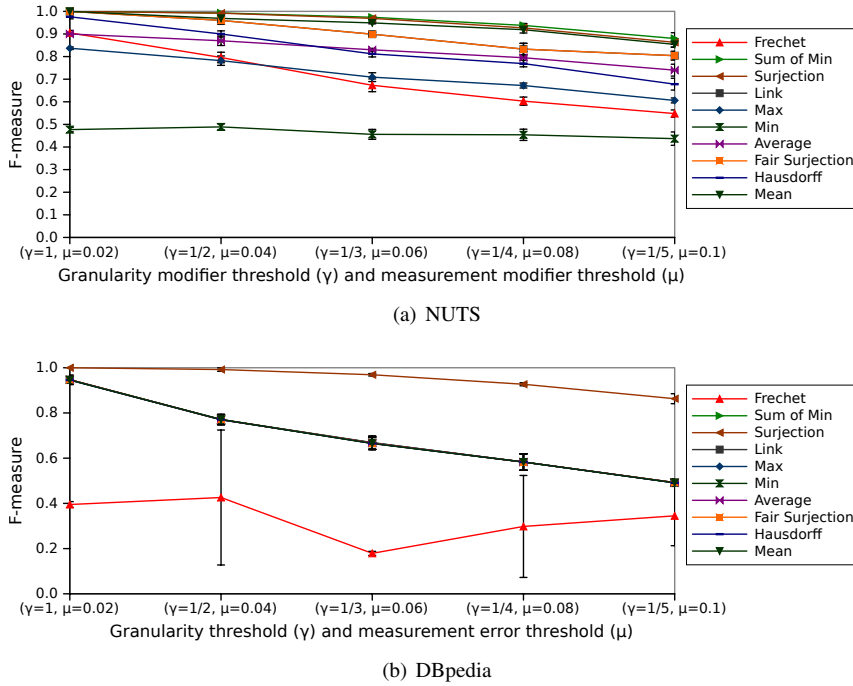 1.0
0.9
0.8
0.7
0.6
0.5
0.4
0.3
0.2
0.1
0.0
F-measure
(γ=1, μ=0.02) (γ=1/2, μ=0.04) (γ=1/3, μ=0.06) (γ=1/4, μ=0.08) (γ=1/5, μ=0.1)
Granularity modifier threshold (γ) and measurement modifier threshold (μ)
Frechet
Sum of Min
Surjection
Link
Max
Min
Average
Fair Surjection
Hausdorff
Mean
(a) NUTS
1.0
0.8
0.6
0.4
0.2
0.0
F-measure
(γ=1, μ=0.02) (γ=1/2, μ=0.04) (γ=1/3, μ=0.06) (γ=1/4, μ=0.08) (γ=1/5, μ=0.1)
Granularity threshold (γ) and measurement error threshold (μ)
Frechet
Sum of Min
Surjection
Link
Max
Min
Average
Fair Surjection
Hausdorff
Mean
(b) DBpedia